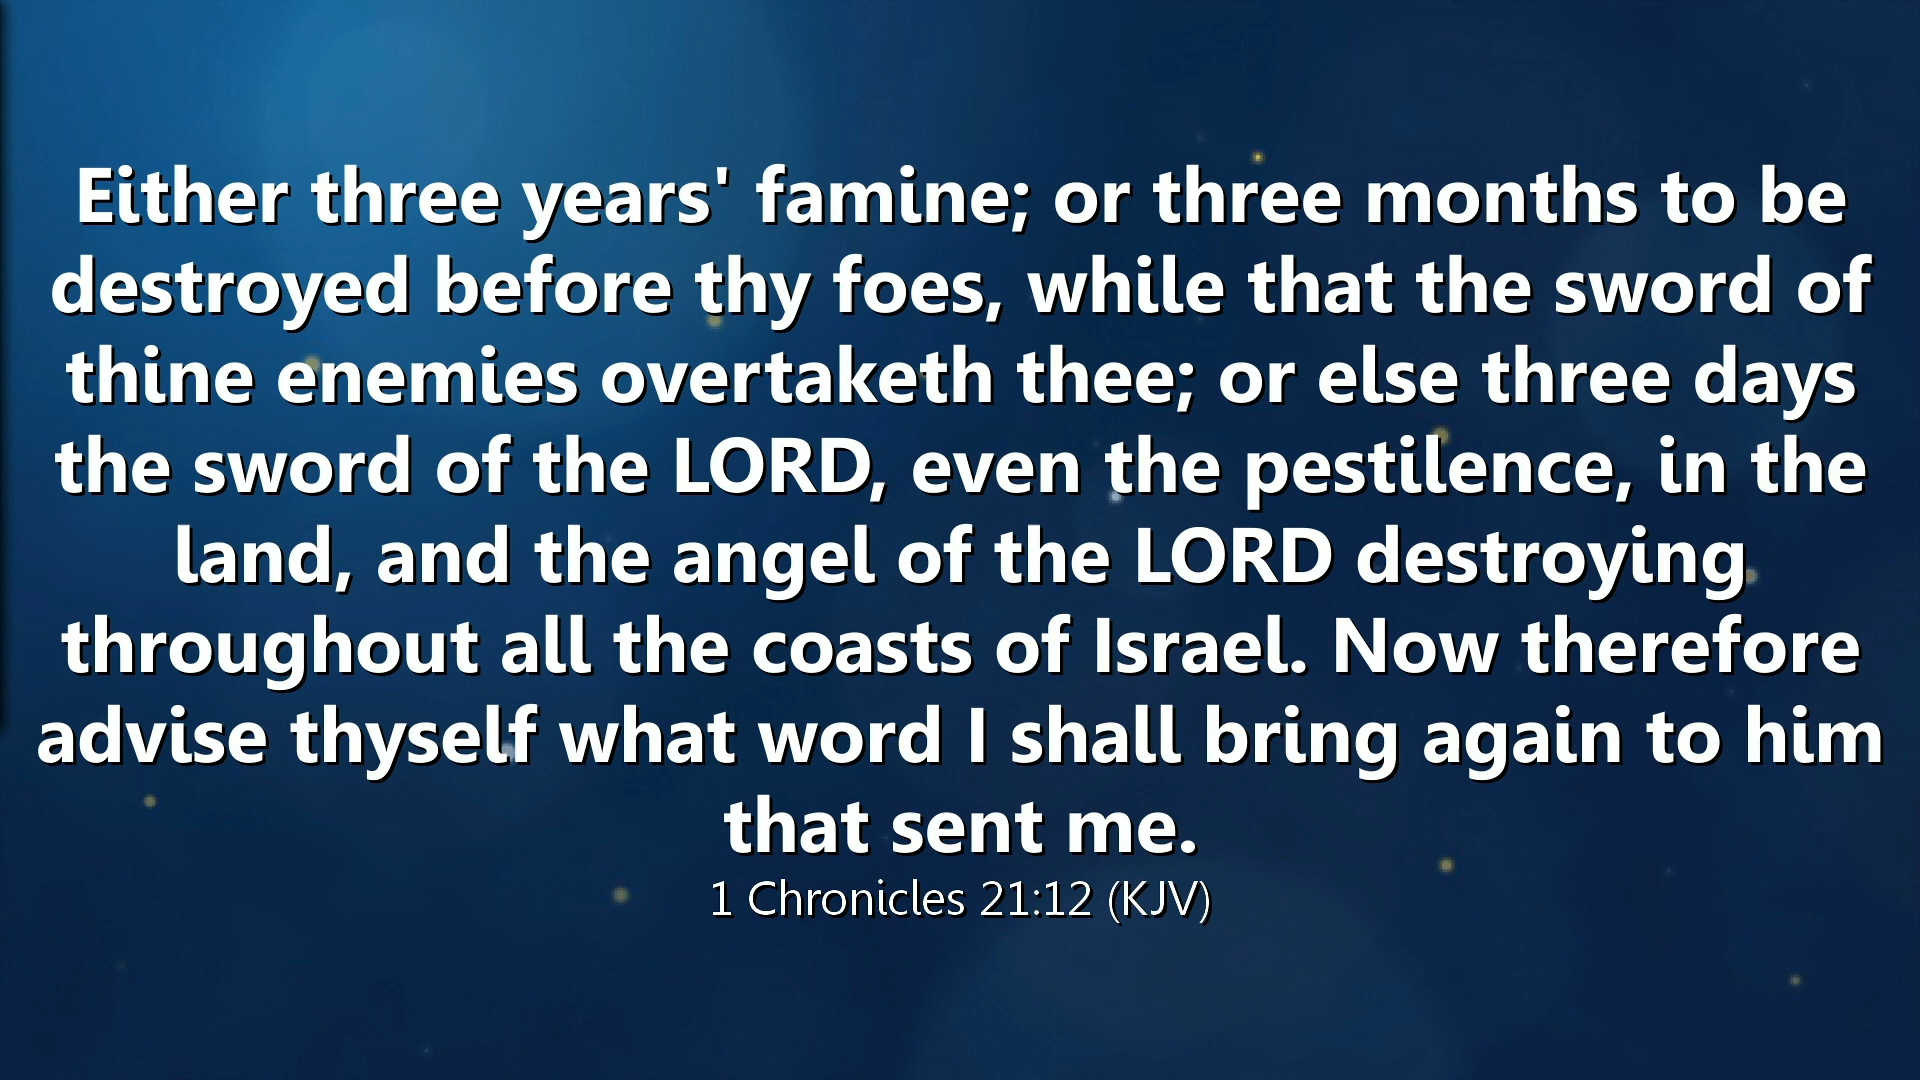 Either three years' famine; or three months to be
destroyed before thy foes, while that the sword of
thine enemies overtaketh thee; or else three days
the sword of the LORD, even the pestilence, in the
land, and the angel of the LORD destroying
throughout all the coasts of Israel. Now therefore
advise thyself what word I shall bring again to him
that sent me.
1 Chronicles 21:12 (KJV)